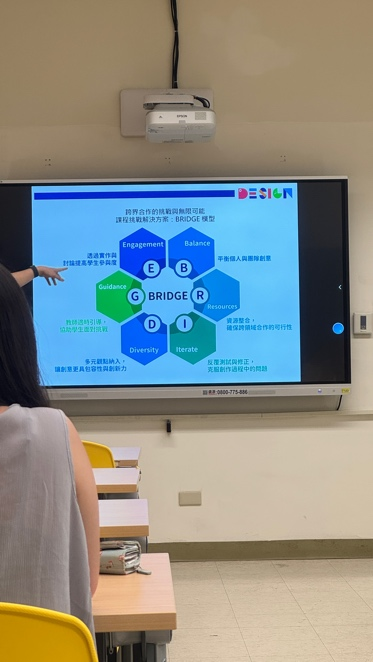 EPSON
DESIGN
跨界合作的挑戰與無限可能
課程挑戰解決方案：BRIDGE 模型
Engagement
Balance
透過實作與
討論提高學生參與度
平衡個人與團隊創意
E
B
Guidance
G
BRIDGE
R
Resources
教師適時引導，
協助學生面對挑戰
資源整合，
確保跨領域合作的可行性
D
I
Diversity
Iterate
多元觀點納入，
讓創意更具包容性與創新力
反覆測試與修正，
克服創作過程中的問題
0800-775-886